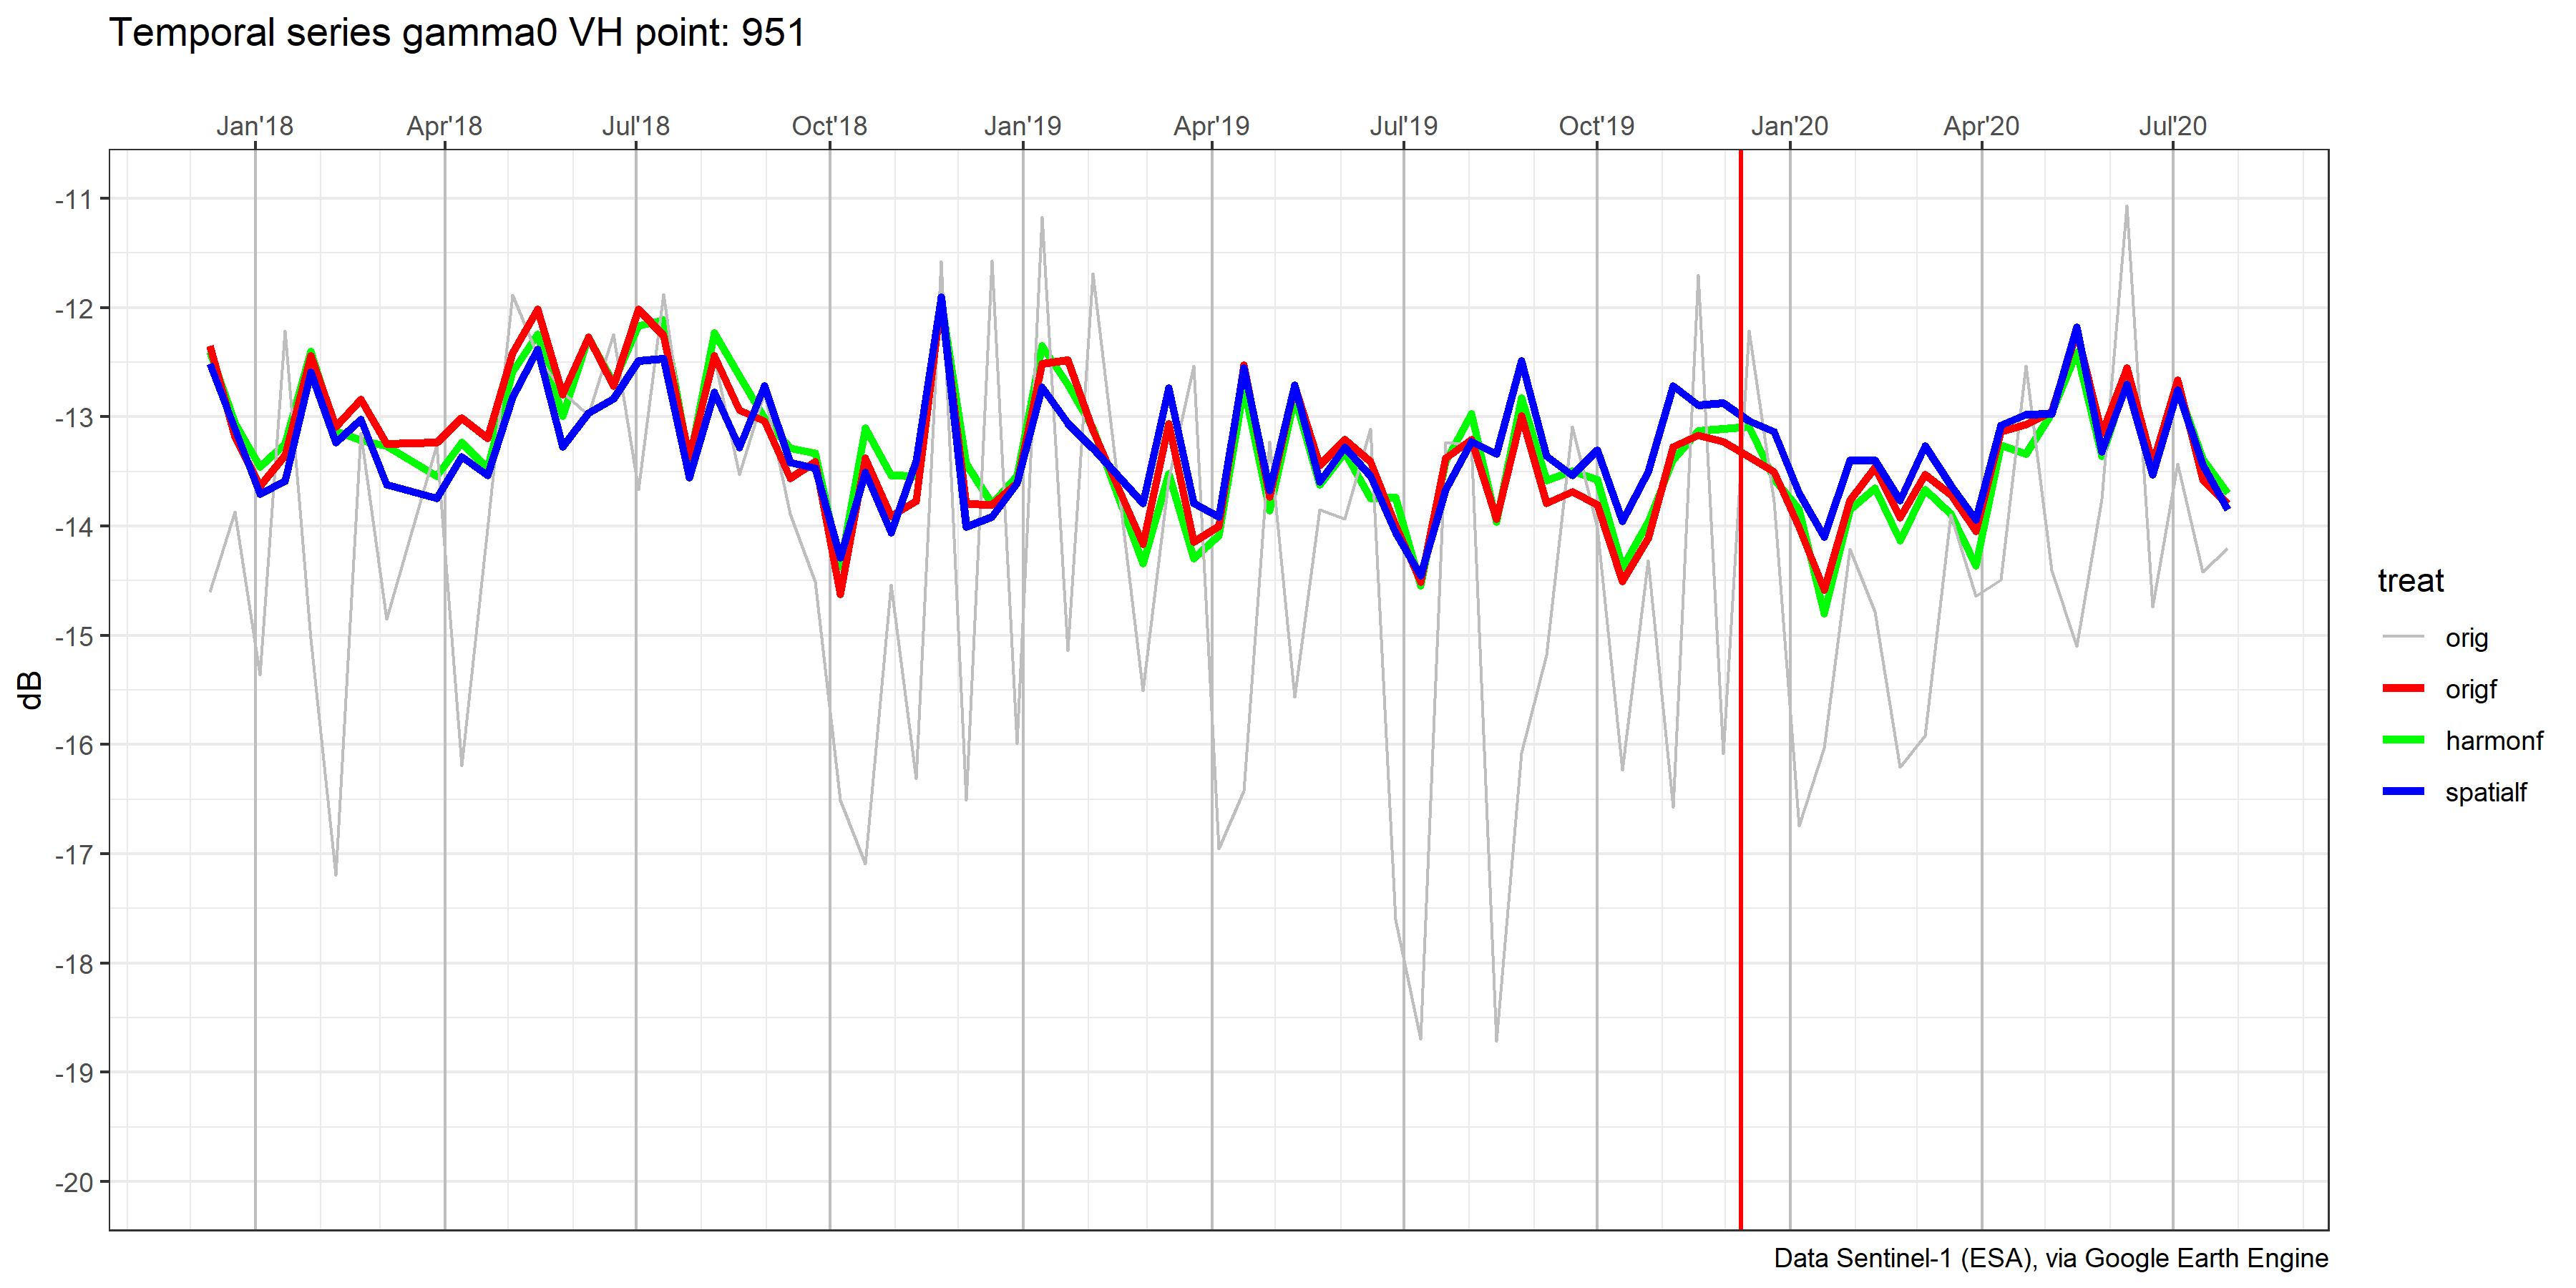 Temporal series gamma0 VH point: 951
Jan'18 Apr'18 Jul'18 Oct'18 Jan'19 Apr'19 Jul'19 Oct'19 Jan'20 Apr'20 Jul'20
-11
-12
-13
-14
-15
-16
-17
-18
-19
-20
dB
treat
orig
origf
harmonf
spatialf
Data Sentinel-1 (ESA), via Google Earth Engine